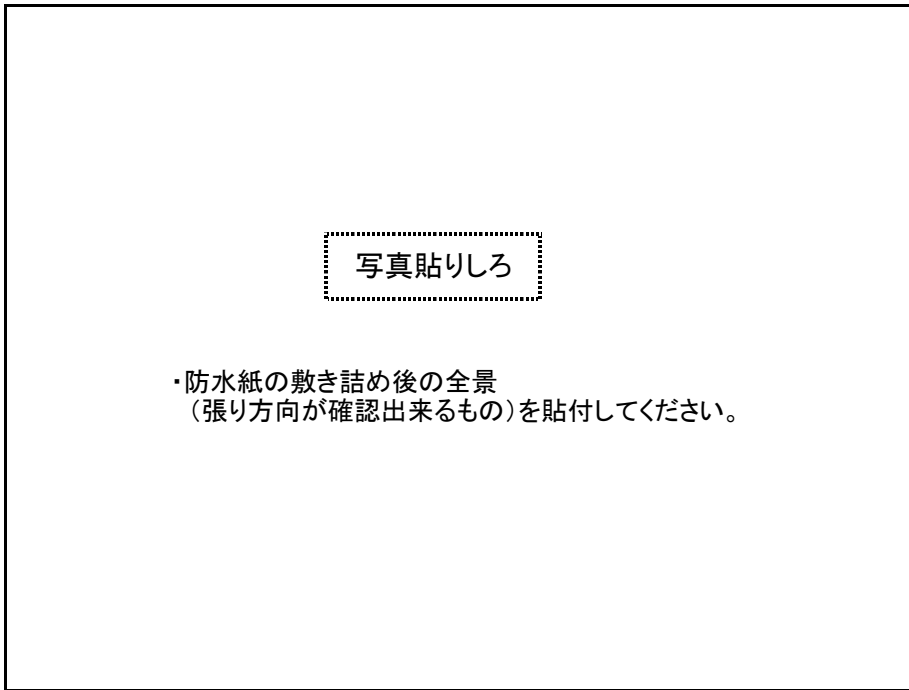 写真貼りしろ
・防水紙の敷き詰め後の全景
（張り方向が確認出来るもの）を貼付してください。